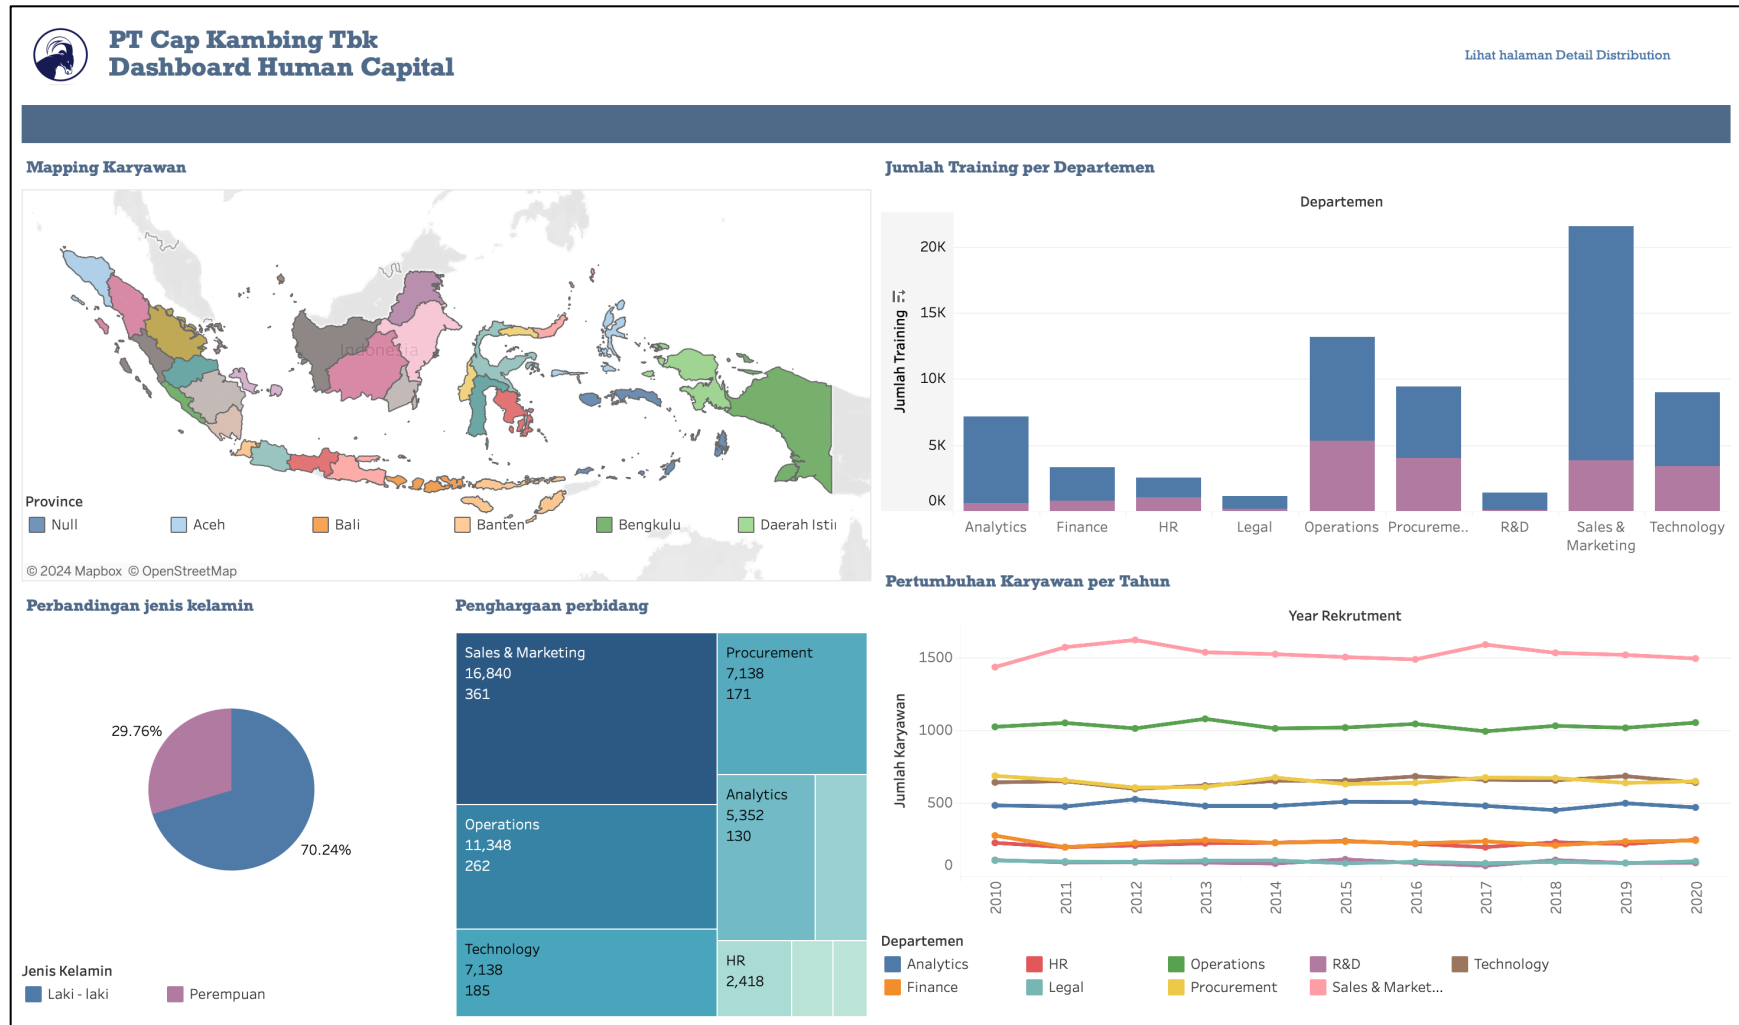 PT Cap Kambing Tbk
Dashboard Human Capital
Lihat halaman Detail Distribution
Mapping Karyawan
Indonesia
Province
Null
Aceh
Bali
Banten
Bengkulu
Daerah Isti
© 2024 Mapbox © OpenStreetMap
Jumlah Training per Departemen
Departemen
Jumlah Training
20K
15K
10K
5K
0K
Analytics
Finance
HR
Legal
Operations
Procureme..
R&D
Sales &
Marketing
Technology
Perbandingan jenis kelamin
29.76%
70.24%
Jenis Kelamin
Laki - laki
Perempuan
Penghargaan perbidang
Sales & Marketing
16,840
361
Operations
11,348
262
Technology
7,138
185
Procurement
7,138
171
Analytics
5,352
130
HR
2,418
Pertumbuhan Karyawan per Tahun
Year Rekrutment
Jumlah Karyawan
1500
1000
500
0
2010
2011
2012
2013
2014
2015
2016
2017
2018
2019
2020
Departemen
Analytics
HR
Operations
R&D
Technology
Finance
Legal
Procurement
Sales & Market...